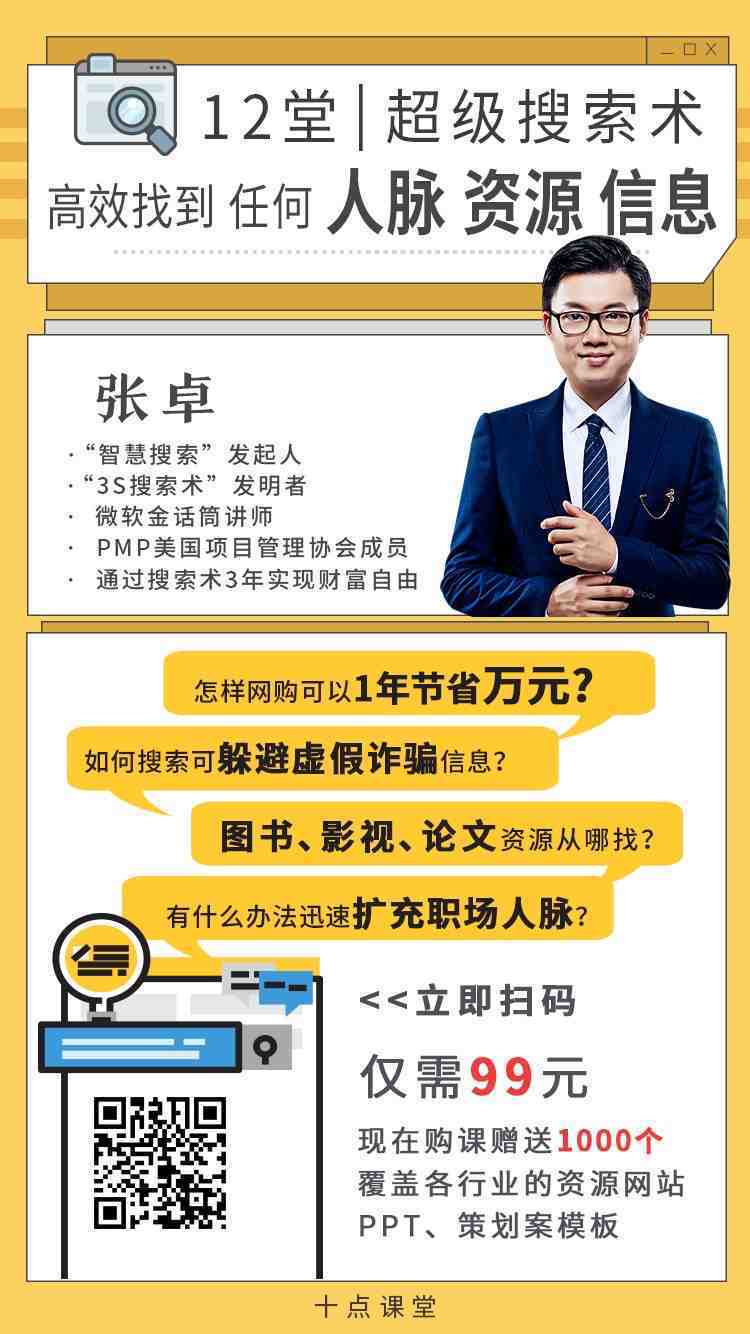 12堂|超级搜索术
高效找到 任何 人脉 资源 信息
张卓
·“智慧搜索”发起人
·“3S搜索术”发明者
· 微软金话筒讲师
· PMP美国项目管理协会成员
· 通过搜索术3年实现财富自由
怎样网购可以1年节省万元?
如何搜索可躲避虚假诈骗信息?
图书、影视、论文资源从哪找?
有什么办法迅速扩充职场人脉?
<<立即扫码
仅需99元
现在购课赠送1000个
覆盖各行业的资源网站
PPT、策划案模板
十点课堂